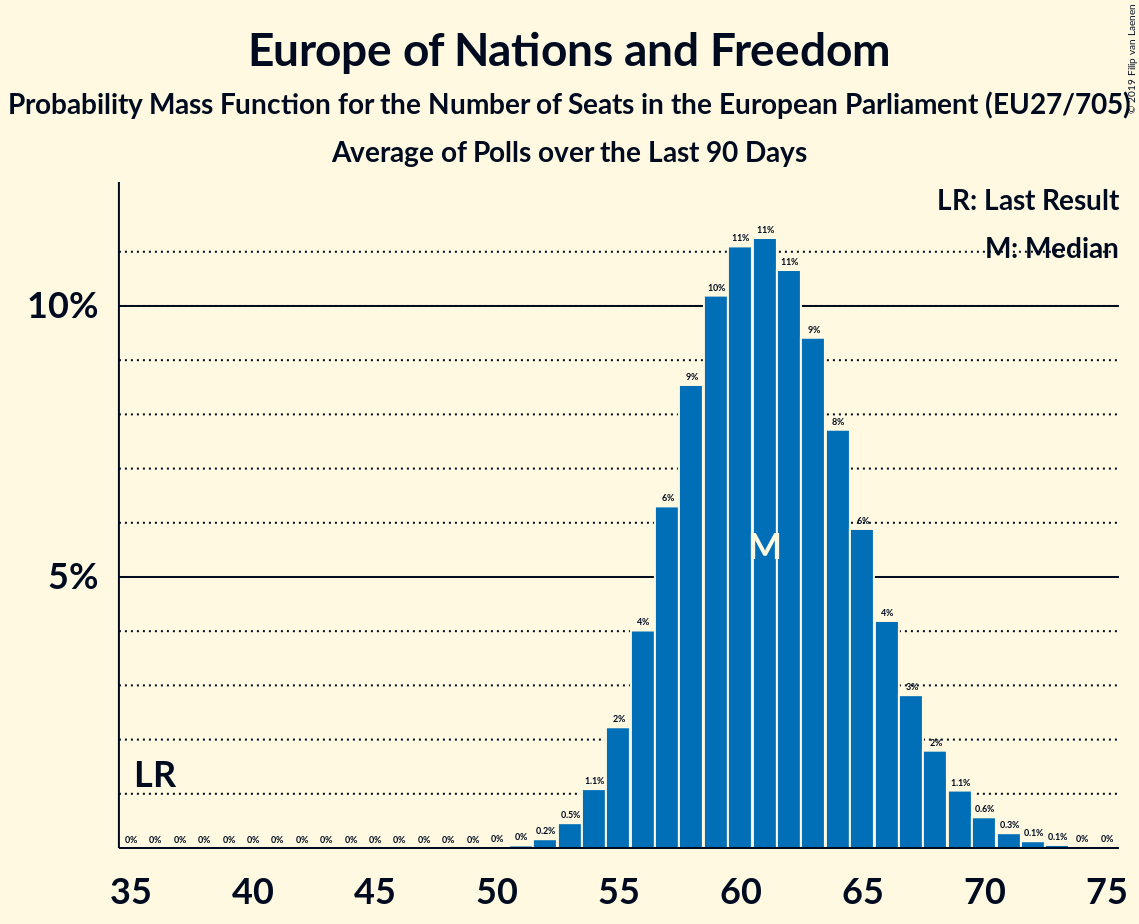 © 2019 Filip van Laenen
Europe of Nations and Freedom
Probability Mass Function for the Number of Seats in the European Parliament (EU27/705)
Average of Polls over the Last 90 Days
LR: Last Result
M: Median
11% 11% 11%
10%
10%
9%
9%
8%
6%
6%
M
5%
4%
4%
3%
2%
2%
LR
1.1%
1.1%
0.6%
0.5%
0.3%
0.2%
0.1% 0.1%
0% 0% 0% 0% 0% 0% 0% 0% 0% 0% 0% 0% 0% 0% 0% 0% 0% 0% 0%
35 40 45 50 55 60 65 70 75